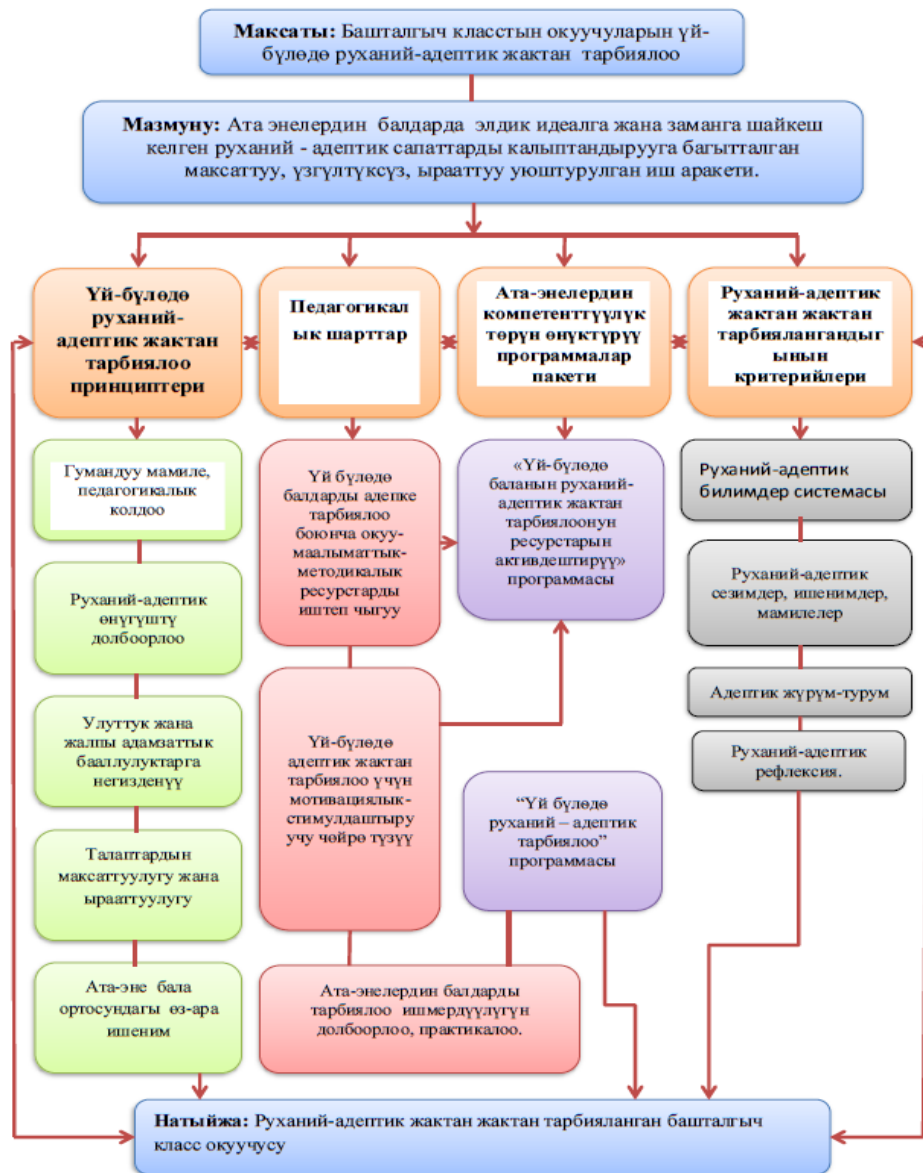 Максаты: Башталгыч класстын окуучуларын үй-
бүлөдө руханий-адептик жактан тарбиялоо
Мазмуну: Ата энелердин балдарда элдик идеалга жана заманга шайкеш
келген руханий - адептик сапаттарды калыптандырууга багытталган
максаттуу, үзгүлтүксүз, ырааттуу уюштурулган иш аракети.
Үй-бүлөдө
руханий-
адептик жактан
тарбиялоо
принциптери
Педагогикал
ык шарттар
Ата-энелердин
компетенттүүлүк
төрүн өнүктүрүү
программалар
пакети
Руханий-адептик
жактан жактан
тарбиялангандыг
ынын
критерийлери
Гумандуу мамиле,
педагогикалык
колдоо
Руханий-адептик
өнүгүштү
долбоорлоо
Улуттук жана
жалпы адамзаттык
бааллулуктарга
негизденүү
Талаптардын
максаттуулугу жана
ырааттуулугу
Ата-эне бала
ортосундагы өз-ара
ишеним
Үй бүлөдө
балдарды адепке
тарбиялоо
боюнча окуу-
маалыматтык-
методикалык
ресурстарды
иштеп чыгуу
Үй-бүлөдө
адептик жактан
тарбиялоо үчүн
мотивациялык-
стимулдаштыру
учу чөйрө түзүү
Ата-энелердин балдарды
тарбиялоо ишмердүүлүгүн
долбоорлоо, практикалоо.
«Үй-бүлөдө
баланын руханий-
адептик жактан
тарбиялоонун
ресурстарын
активдештирүү»
программасы
“Үй бүлөдө
руханий – адептик
тарбиялоо”
программасы
Руханий-адептик
билимдер системасы
Руханий-адептик
сезимдер, ишенимдер,
мамилелер
Адептик жүрүм-турум
Руханий-адептик
рефлексия.
Натыйжа: Руханий-адептик жактан жактан тарбияланган башталгыч
класс окуучусу